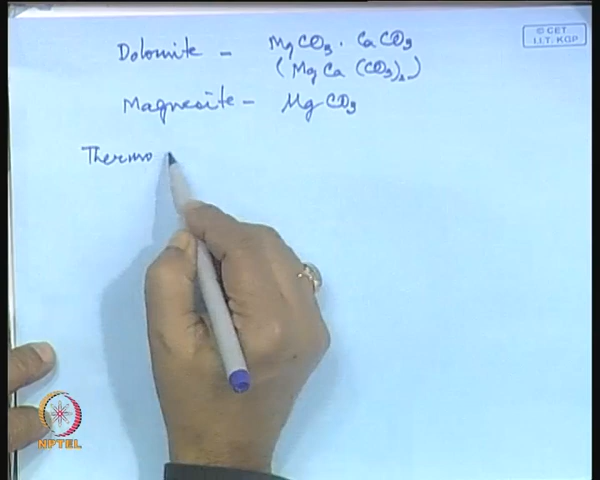 © CET
I.I.T. KGP
Dolomite – MgCO3 . CaCO3
(MgCa (CO3)2)
Magnesite – MgCO3
Thermo
NPTEL